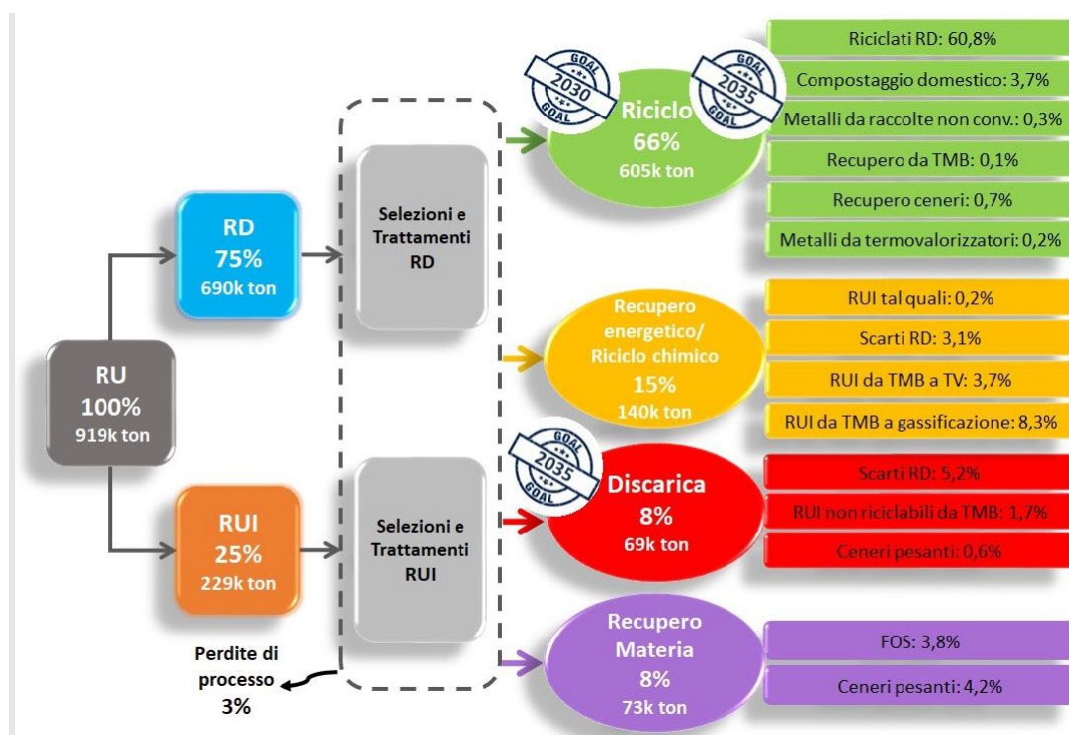 RU
100%
919k ton
RD
75%
690k ton
RUI
25%
229k ton
Perdite di
processo
3%
Selezioni e
Trattamenti
RD
Selezioni e
Trattamenti
RUI
GOAL
2030
GOAL
GOAL
2035
GOAL
Riciclo
66%
605k ton
Riciclati RD: 60,8%
Compostaggio domestico: 3,7%
Metalli da raccolte non conv.: 0,3%
Recupero da TMB: 0,1%
Recupero ceneri: 0,7%
Metalli da termovalorizzatori: 0,2%
Recupero
energetico/
Riciclo chimico
15%
140k ton
RUI tal quali: 0,2%
Scarti RD: 3,1%
RUI da TMB a TV: 3,7%
RUI da TMB a gassificazione: 8,3%
GOAL
2035
GOAL
Discarica
8%
69k ton
Scarti RD: 5,2%
RUI non riciclabili da TMB: 1,7%
Ceneri pesanti: 0,6%
Recupero
Materia
8%
73k ton
FOS: 3,8%
Ceneri pesanti: 4,2%